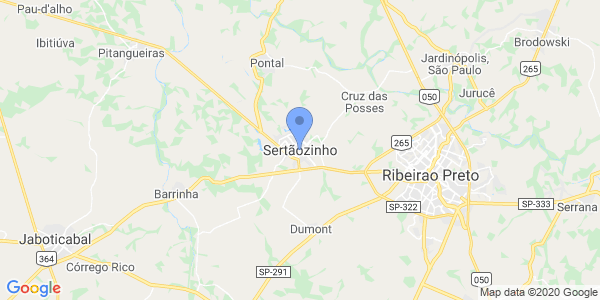 Pau-d'alho
Ibitiúva
Pitangueiras
Pontal
Brodowski
Jardinópolis,
São Paulo
265
Jurucê
050
Cruz das
Posses
265
Sertãozinho
Ribeirao Preto
Barrinha
SP-322
SP-333
Serrana
Dumont
Jaboticabal
364
Córrego Rico
SP-291
050
Google
Map data ©2020 Google